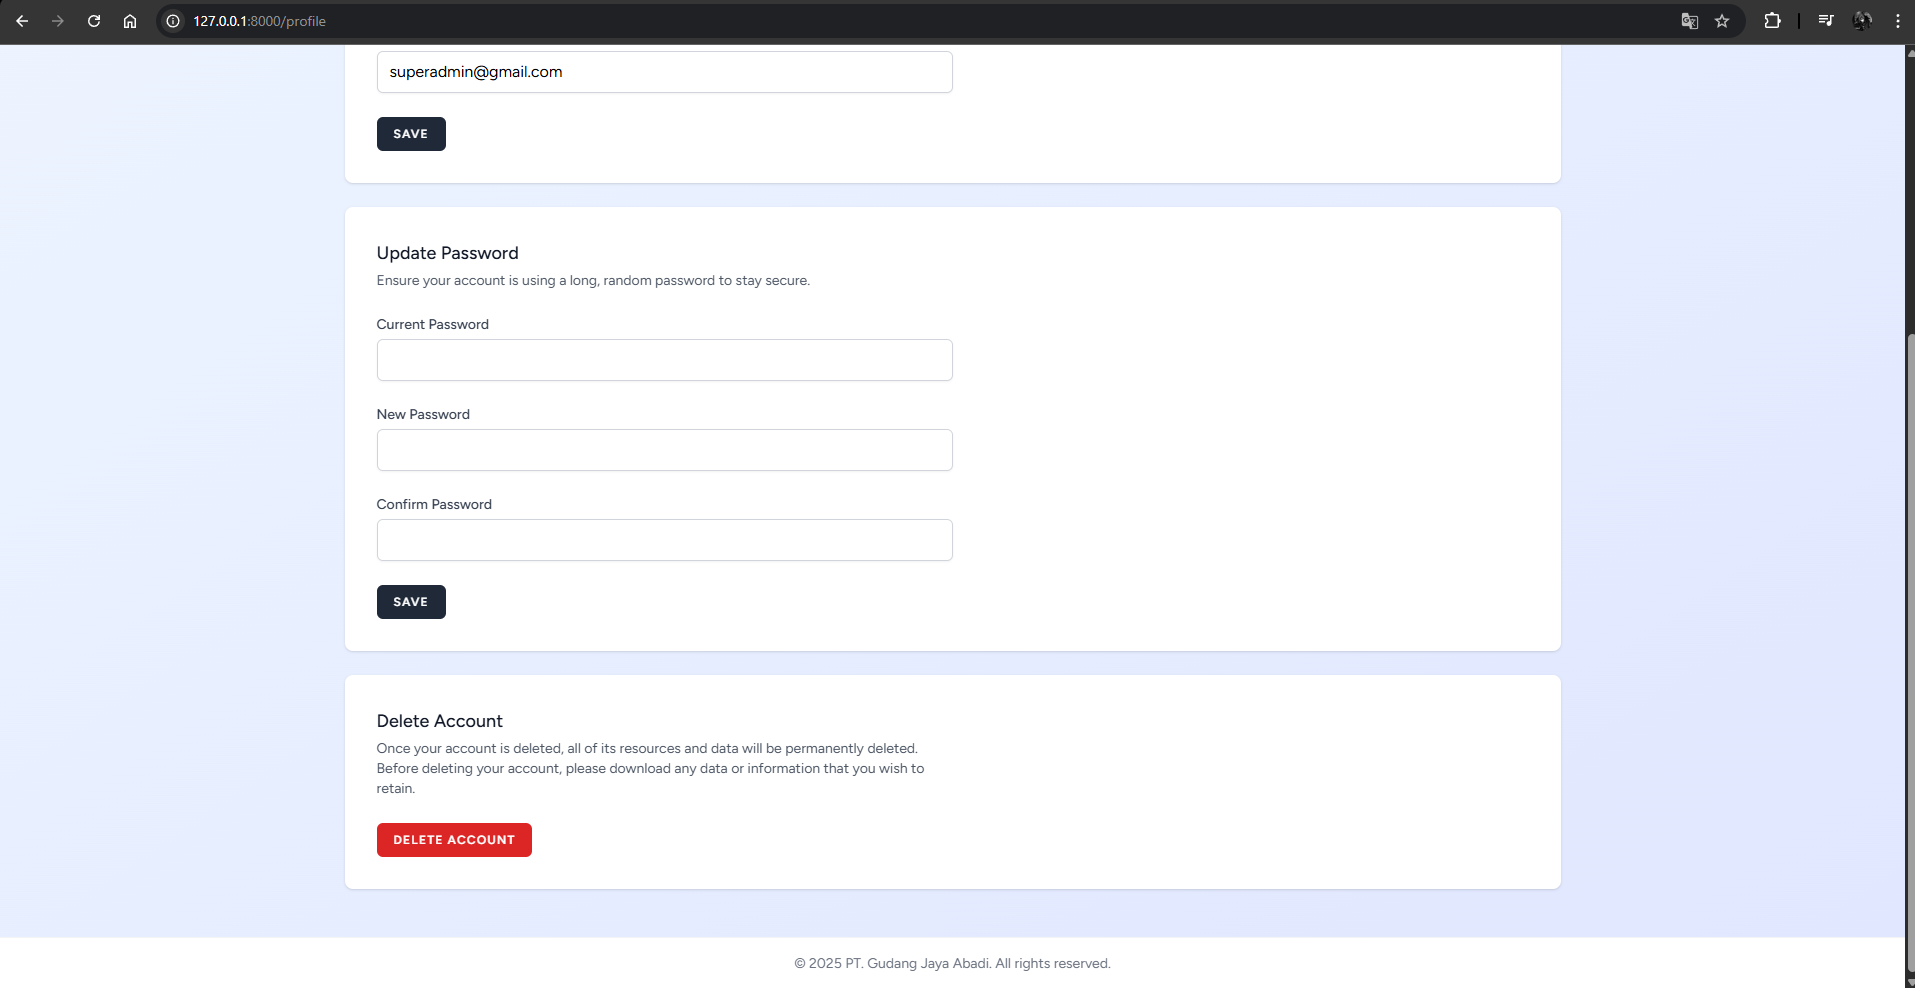 127.0.0.1:8000/profile
superadmin@gmail.com
SAVE
Update Password
Ensure your account is using a long, random password to stay secure.
Current Password
New Password
Confirm Password
SAVE
Delete Account
Once your account is deleted, all of its resources and data will be permanently deleted.
Before deleting your account, please download any data or information that you wish to
retain.
DELETE ACCOUNT
© 2025 PT. Gudang Jaya Abadi. All rights reserved.